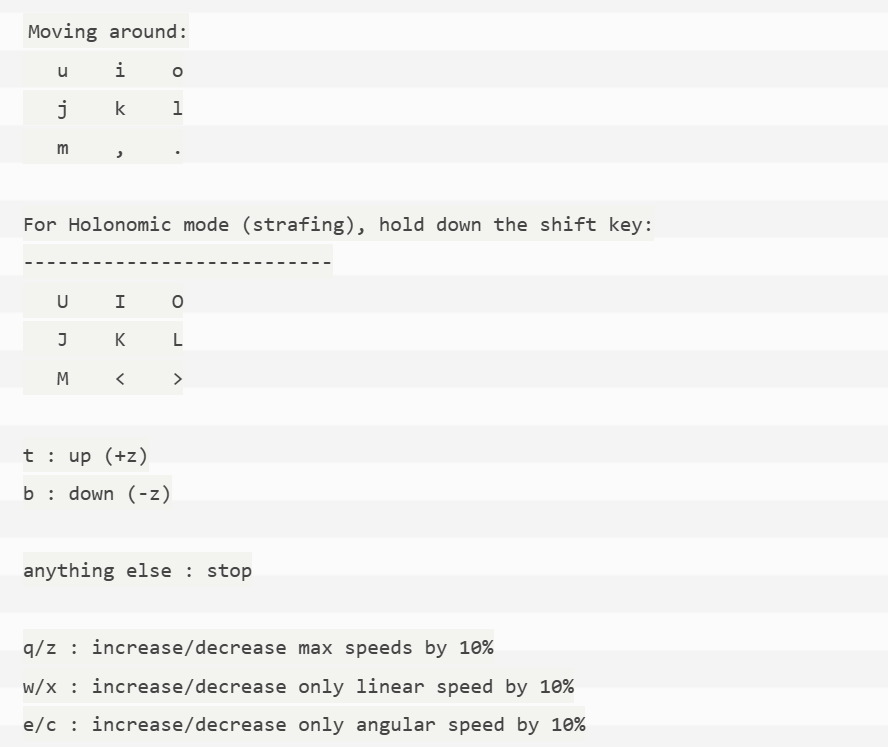 Moving around:
u i o
j k l
m , .
For Holonomic mode (strafing), hold down the shift key:
---------------------------
U I O
J K L
M < >
t : up (+z)
b : down (-z)
anything else : stop
q/z : increase/decrease max speeds by 10%
w/x : increase/decrease only linear speed by 10%
e/c : increase/decrease only angular speed by 10%